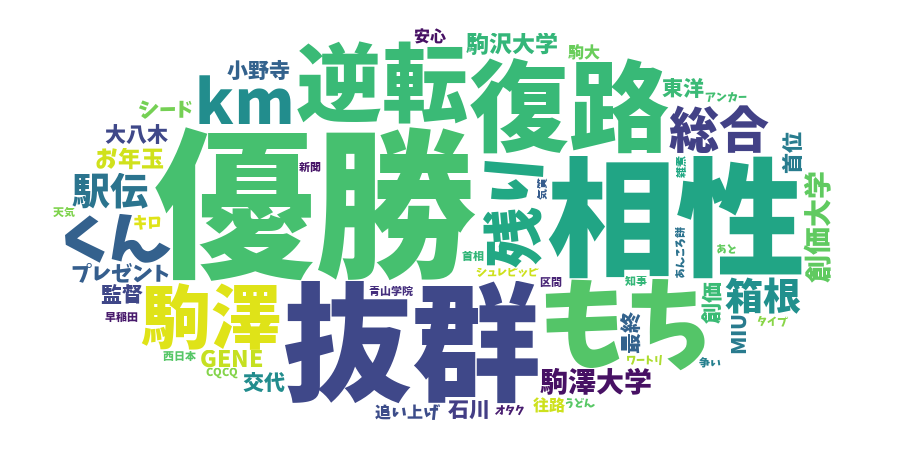 安心
駒沢大学
駒大
逆転
復路
小野寺
km
シード
東洋
アンカー
総合
大八木
お年玉
優勝
新聞
残り
相性
気質
雑煮
首位
駅伝
天気
キロ
くん
プレゼント
首相
シュレピッピ
あんころ餅
あと
創価大学
監督
早稲田
駒澤
青山学院
抜群
区間
もち
知事
創価
箱根
MIU
タイプ
最終
ワートリ
争い
西日本
GENE
CQCQ
交代
駒澤大学
追い上げ
石川
オタク
往路
うどん